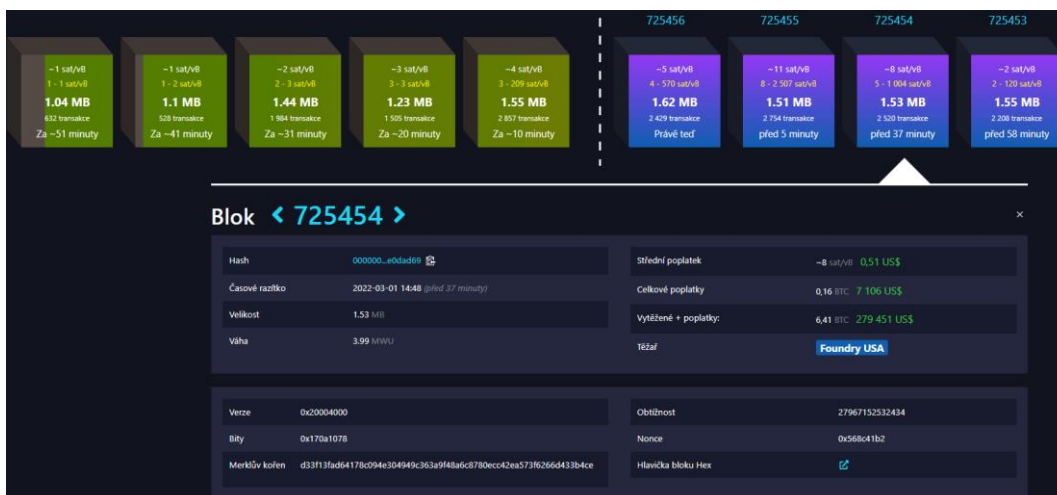 725456 725455 725454 725453
~1 sat/vB ~1 sat/vB ~2 sat/vB ~3 sat/vB ~4 sat/vB ~5 sat/vB ~11 sat/vB ~8 sat/vB ~2 sat/vB
1 - 1 sat/vB 1 - 2 sat/vB 2 - 3 sat/vB 3 - 3 sat/vB 3 - 209 sat/vB 4 - 570 sat/vB 8 - 2 507 sat/vB 5 - 1 004 sat/vB 2 - 120 sat/vB
1.04 MB 1.1 MB 1.44 MB 1.23 MB 1.55 MB 1.62 MB 1.51 MB 1.53 MB 1.55 MB
632 transakce 528 transakce 1 984 transakce 1 505 transakce 2 857 transakce 2 429 transakce 2 754 transakce 2 520 transakce 2 208 transakce
Za ~51 minuty Za ~41 minuty Za ~31 minuty Za ~20 minuty Za ~10 minuty Právě teď před 5 minuty před 37 minuty před 58 minuty
Blok < 725454 > ×
Hash 000000...e0dad69 Střední poplatek ~8 sat/vB 0,51 US$
Časové razítko 2022-03-01 14:48 (před 37 minuty) Celkové poplatky 0,16 BTC 7 106 US$
Velikost 1.53 MB Vytěžené + poplatky: 6,41 BTC 279 451 US$
Váha 3.99 MWU Těžař Foundry USA
Verze 0x20004000 Obtížnost 27967152532434
Bity 0x170a1078 Nonce 0x568c41b2
Merklův kořen d33f13fad64178c094e304949c363a9f48a6c8780ecc42ea573f6266d433b4ce Hlavička bloku Hex